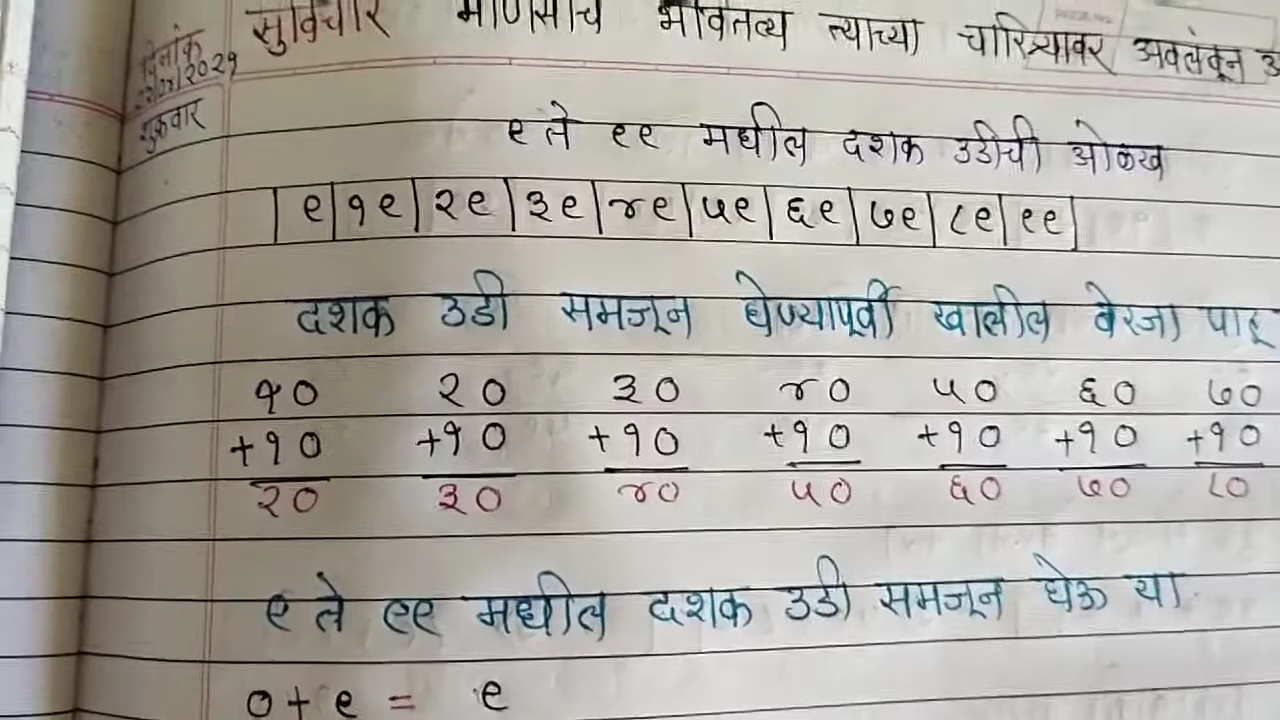 सुविचार माणसाचे भवितव्य त्याच्या चारित्र्यावर अवलंबून
दिनांक
2021
शुक्रवार
९ ते ९९ मधील दशक उडीची ओळख
९ १९ २९ ३९ ४९ ५९ ६९ ७९ ८९ ९९
दशक उडी समजून घेण्यापूर्वी खालील बेरजा पाहू
१० २० ३० ४० ५० ६० ७०
+१० +१० +१० +१० +१० +१० +१०
२० ३० ४० ५० ६० ७० ८०
९ ते ९९ मधील दशक उडी समजून घेऊ या
०+९ = ९